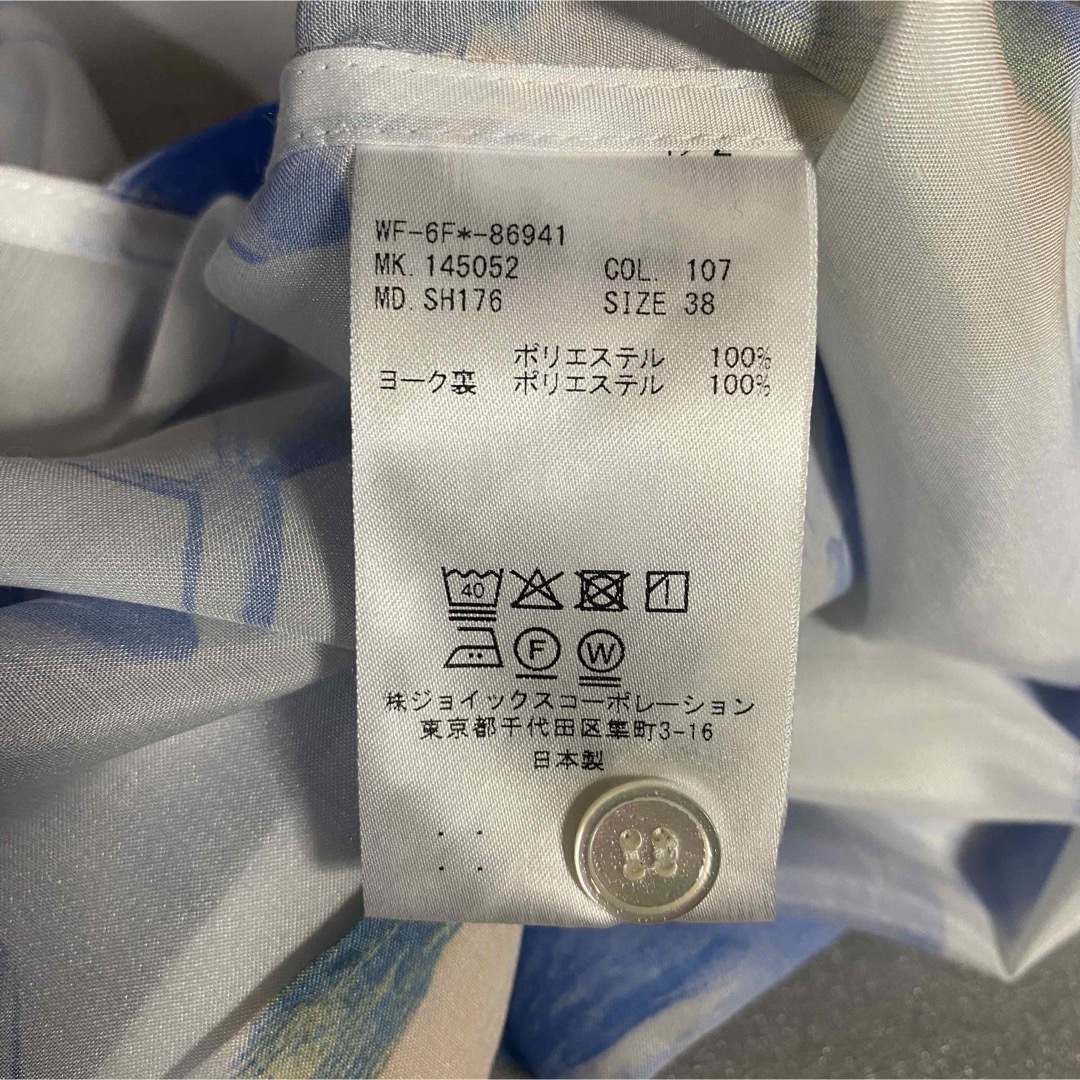 WF-6F*-86941
MK. 145052 COL. 107
MD. SH176 SIZE 38
ポリエステル 100%
ヨーク裏 ポリエステル 100%
40
F W
株ジョイックスコーポレーション
東京都千代田区隼町3-16
日本製